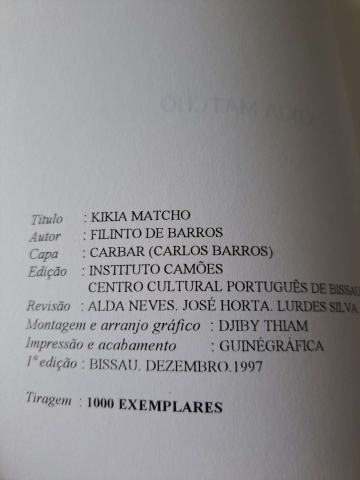 KIKIA MATCHO
Título : KIKIA MATCHO
Autor : FILINTO DE BARROS
Capa : CARBAR (CARLOS BARROS)
Edição : INSTITUTO CAMÕES
CENTRO CULTURAL PORTUGUÊS DE BISSAU
Revisão : ALDA NEVES. JOSÉ HORTA. LURDES SILVA.
Montagem e arranjo gráfico : DJIBY THIAM
Impressão e acabamento : GUINÉGRÁFICA
1ª edição : BISSAU. DEZEMBRO.1997
Tiragem : 1000 EXEMPLARES